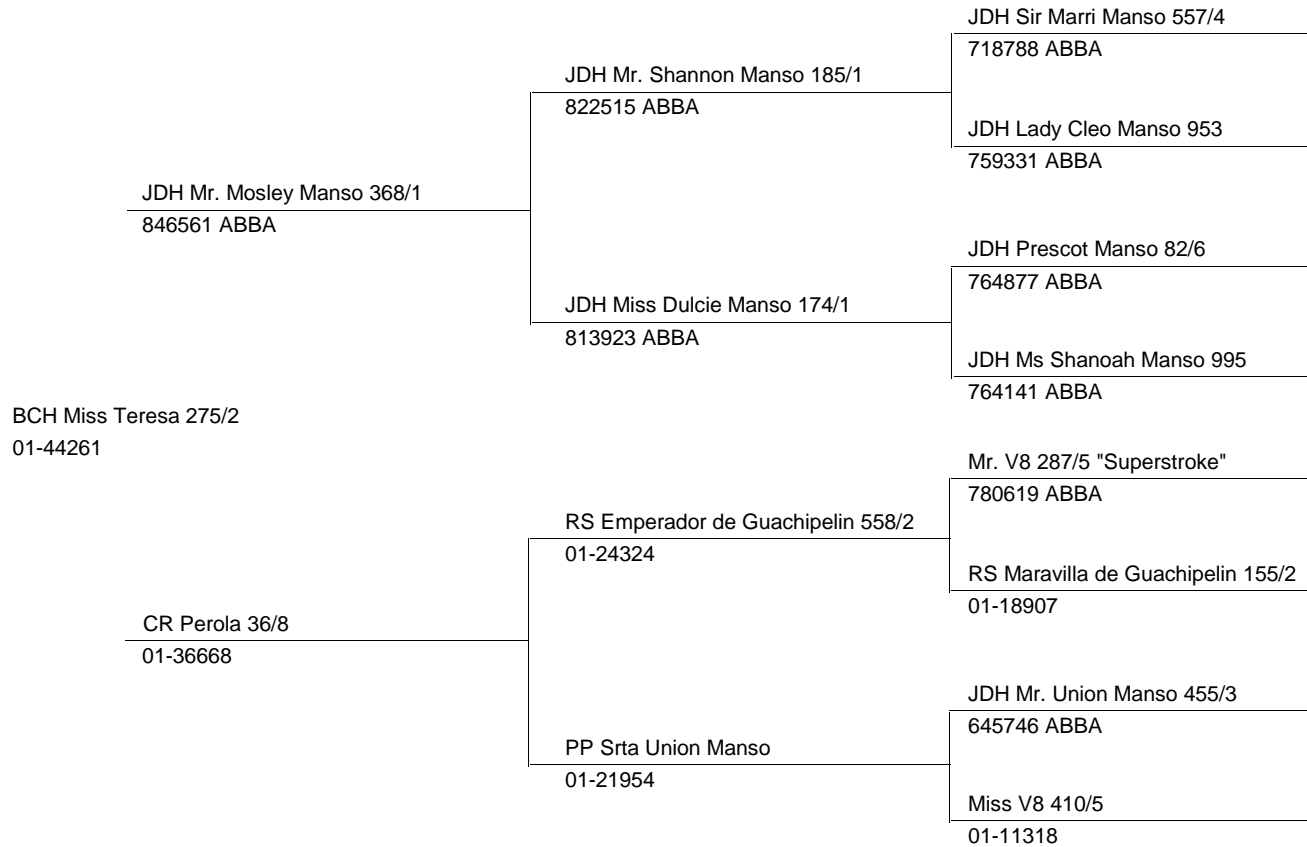 JDH Sir Marri Manso 557/4
718788 ABBA
JDH Mr. Shannon Manso 185/1
822515 ABBA
JDH Lady Cleo Manso 953
759331 ABBA
JDH Mr. Mosley Manso 368/1
846561 ABBA
JDH Prescot Manso 82/6
764877 ABBA
JDH Miss Dulcie Manso 174/1
813923 ABBA
JDH Ms Shanoah Manso 995
764141 ABBA
BCH Miss Teresa 275/2
01-44261
Mr. V8 287/5 "Superstroke"
780619 ABBA
RS Emperador de Guachipelin 558/2
01-24324
RS Maravilla de Guachipelin 155/2
01-18907
CR Perola 36/8
01-36668
JDH Mr. Union Manso 455/3
645746 ABBA
PP Srta Union Manso
01-21954
Miss V8 410/5
01-11318